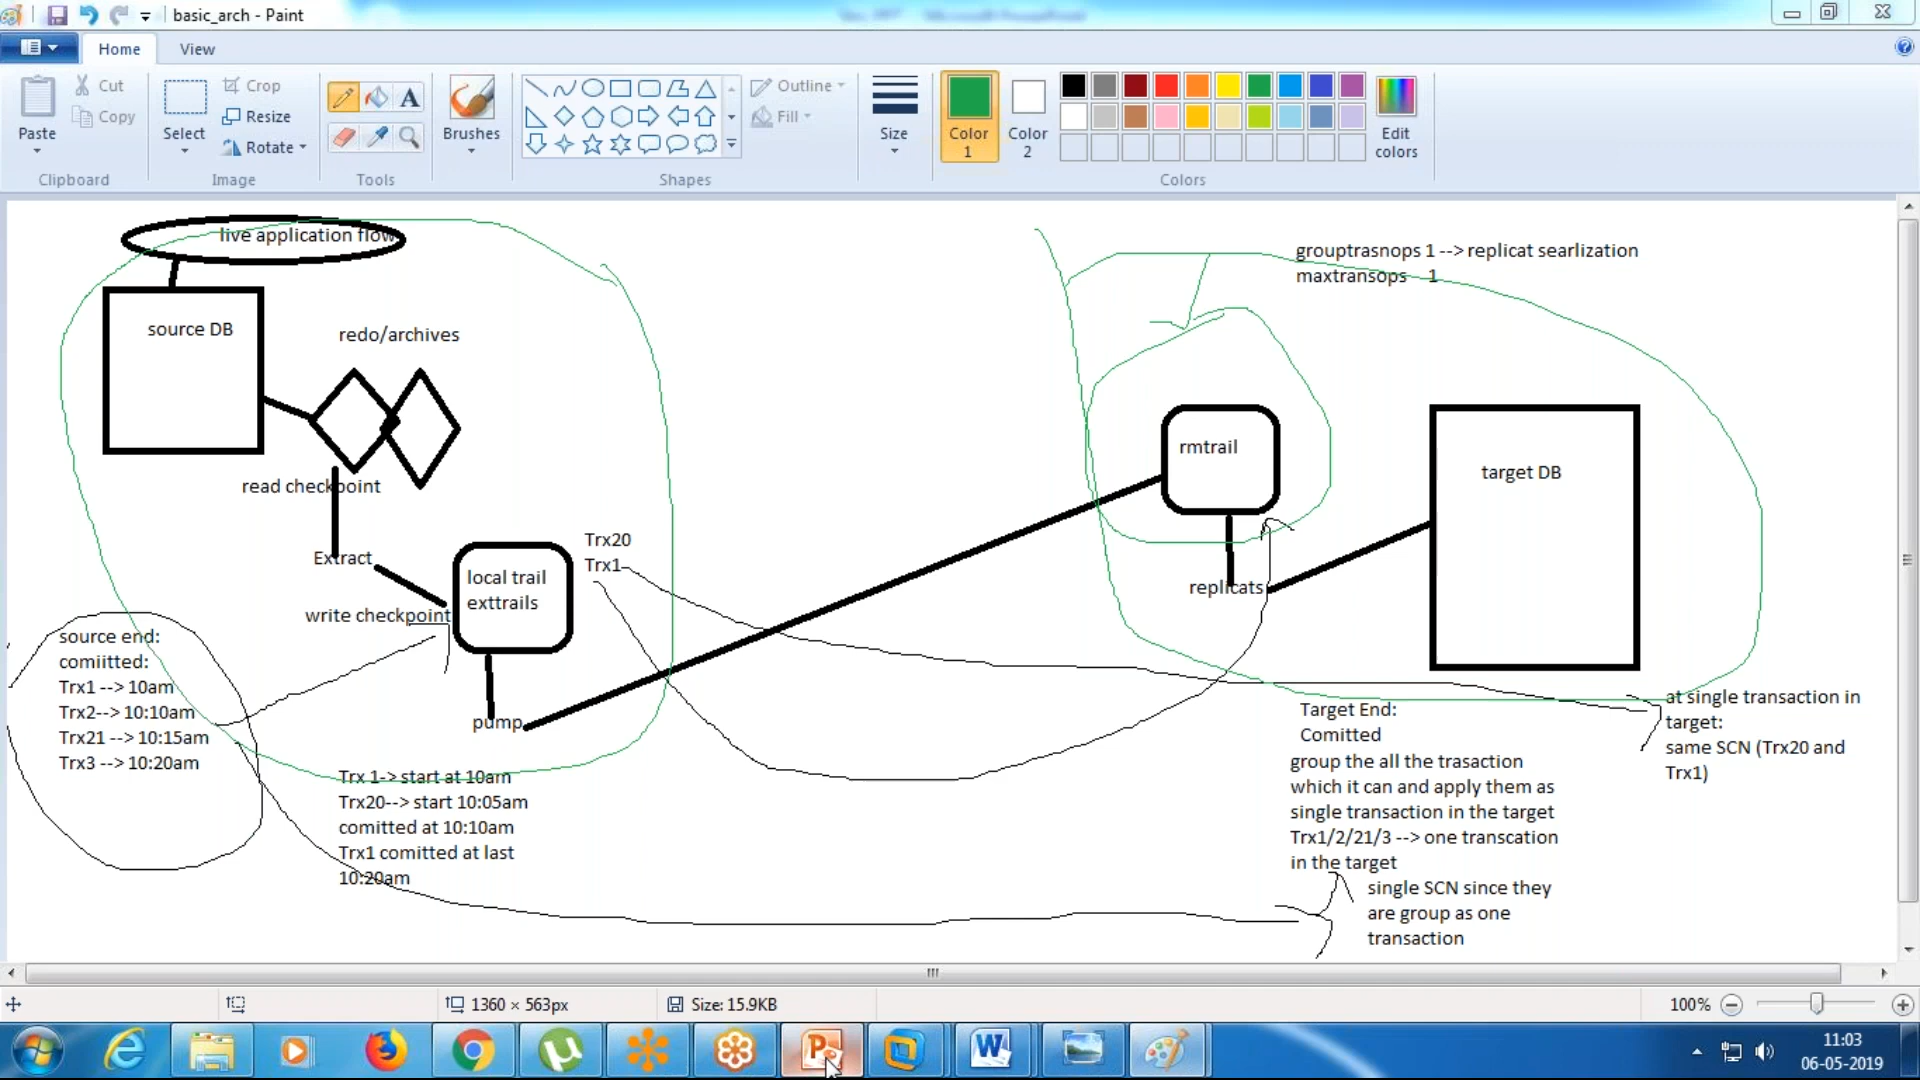 basic_arch - Paint
Home
View
Paste
Cut
Copy
Clipboard
Select
Crop
Resize
Rotate
Image
Tools
Brushes
Shapes
Outline
Fill
Size
Color 1
Color 2
Edit colors
Colors
live application flow
source DB
redo/archives
read checkpoint
Extract
write checkpoint
local trail
exttrails
pump
Trx20
Trx1
source end:
comiitted:
Trx1 --> 10am
Trx2--> 10:10am
Trx21 --> 10:15am
Trx3 --> 10:20am
Trx 1-> start at 10am
Trx20--> start 10:05am
comitted at 10:10am
Trx1 comitted at last
10:20am
grouptrasnops 1 --> replicat searlization
maxtransops 1
rmtrail
replicats
target DB
Target End:
Comitted
group the all the trasaction
which it can and apply them as
single transaction in the target
Trx1/2/21/3 --> one transcation
in the target
single SCN since they
are group as one
transaction
at single transaction in
target:
same SCN (Trx20 and
Trx1)
1360 × 563px
Size: 15.9KB
100%
11:03
06-05-2019